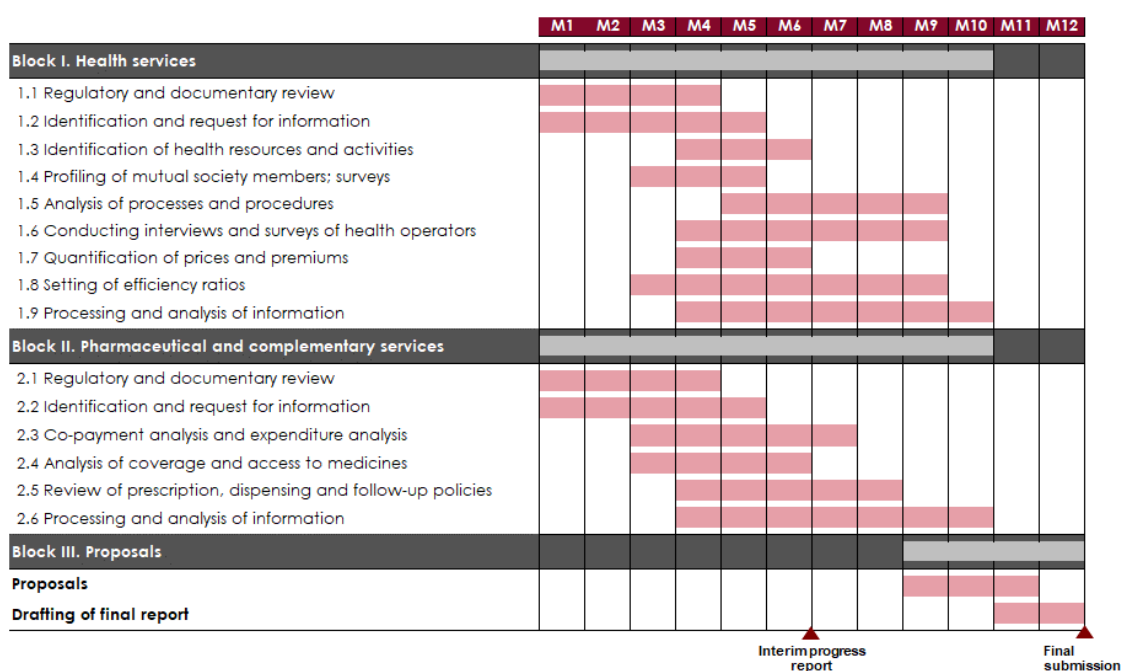 M1 M2 M3 M4 M5 M6 M7 M8 M9 M10 M11 M12
Block I. Health services
1.1 Regulatory and documentary review
1.2 Identification and request for information
1.3 Identification of health resources and activities
1.4 Profiling of mutual society members; surveys
1.5 Analysis of processes and procedures
1.6 Conducting interviews and surveys of health operators
1.7 Quantification of prices and premiums
1.8 Setting of efficiency ratios
1.9 Processing and analysis of information
Block II. Pharmaceutical and complementary services
2.1 Regulatory and documentary review
2.2 Identification and request for information
2.3 Co-payment analysis and expenditure analysis
2.4 Analysis of coverage and access to medicines
2.5 Review of prescription, dispensing and follow-up policies
2.6 Processing and analysis of information
Block III. Proposals
Proposals
Drafting of final report
Interim progress
report
Final
submission